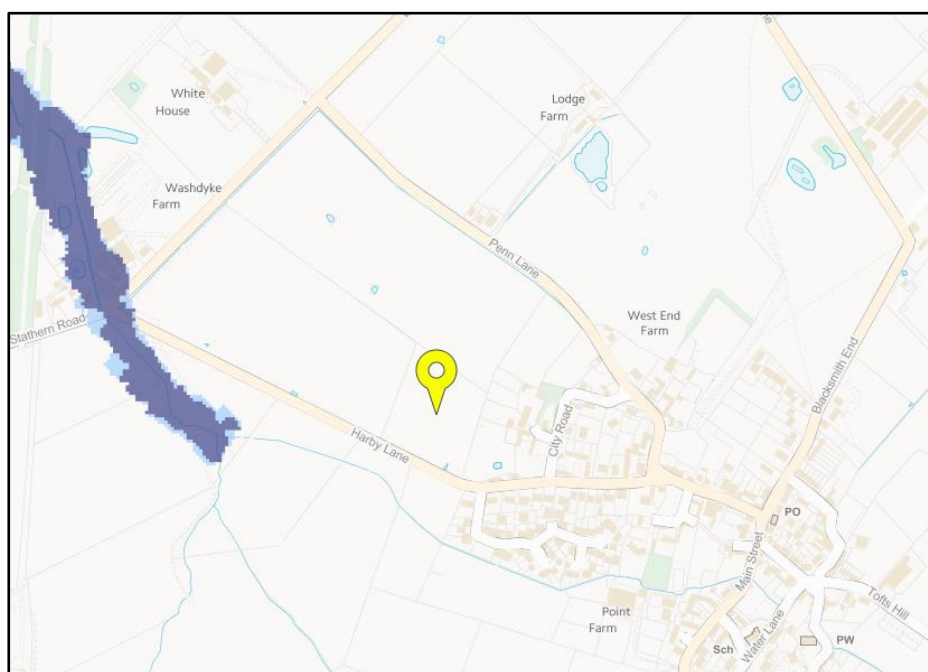 White
House
Lodge
Farm
Washdyke
Farm
Penn Lane
Stathern Road
West End
Farm
Blacksmith End
City Road
Harby Lane
PO
Main Street
Tofts Hill
Point
Farm
Sch
Water Lane
PW